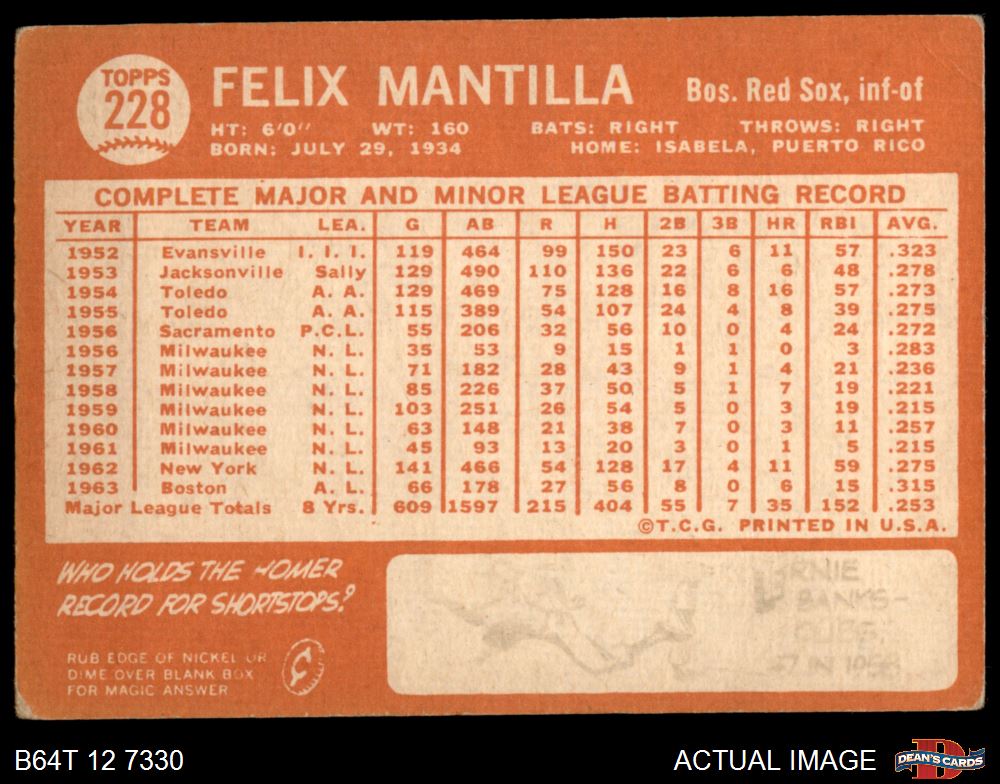 TOPPS
228
FELIX MANTILLA
Bos. Red Sox, inf-of
HT: 6'0" WT: 160 BATS: RIGHT THROWS: RIGHT
BORN: JULY 29, 1934 HOME: ISABELA, PUERTO RICO
COMPLETE MAJOR AND MINOR LEAGUE BATTING RECORD
YEAR TEAM LEA. G AB R H 2B 3B HR RBI AVG.
1952 Evansville I. I. I. 119 464 99 150 23 6 11 57 .323
1953 Jacksonville Sally 129 490 110 136 22 6 6 48 .278
1954 Toledo A. A. 129 469 75 128 16 8 16 57 .273
1955 Toledo A. A. 115 389 54 107 24 4 8 39 .275
1956 Sacramento P.C.L. 55 206 32 56 10 0 4 24 .272
1956 Milwaukee N. L. 35 53 9 15 1 1 0 3 .283
1957 Milwaukee N. L. 71 182 28 43 9 1 4 21 .236
1958 Milwaukee N. L. 85 226 37 50 5 1 7 19 .221
1959 Milwaukee N. L. 103 251 26 54 5 0 3 19 .215
1960 Milwaukee N. L. 63 148 21 38 7 0 3 11 .257
1961 Milwaukee N. L. 45 93 13 20 3 0 1 5 .215
1962 New York N. L. 141 466 54 128 17 4 11 59 .275
1963 Boston A. L. 66 178 27 56 8 0 6 15 .315
Major League Totals 8 Yrs. 609 1597 215 404 55 7 35 152 .253
©T.C.G. PRINTED IN U.S.A.
WHO HOLDS THE HOMER
RECORD FOR SHORTSTOPS?
RUB EDGE OF NICKEL OR
DIME OVER BLANK BOX
FOR MAGIC ANSWER
¢
RNIE
BANKS-
CUBS
7 IN 1958
B64T 12 7330
ACTUAL IMAGE
DEAN'S CARDS